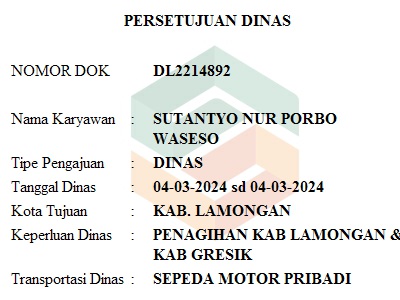 PERSETUJUAN DINAS
NOMOR DOK DL2214892
Nama Karyawan : SUTANTYO NUR PORBO
WASESO
Tipe Pengajuan : DINAS
Tanggal Dinas : 04-03-2024 sd 04-03-2024
Kota Tujuan : KAB. LAMONGAN
Keperluan Dinas : PENAGIHAN KAB LAMONGAN &
KAB GRESIK
Transportasi Dinas : SEPEDA MOTOR PRIBADI